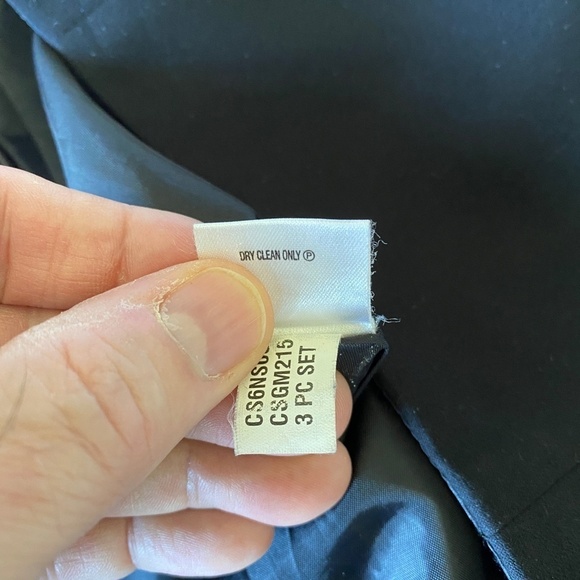 DRY CLEAN ONLY Ⓟ
CSGM215
3 PC SET